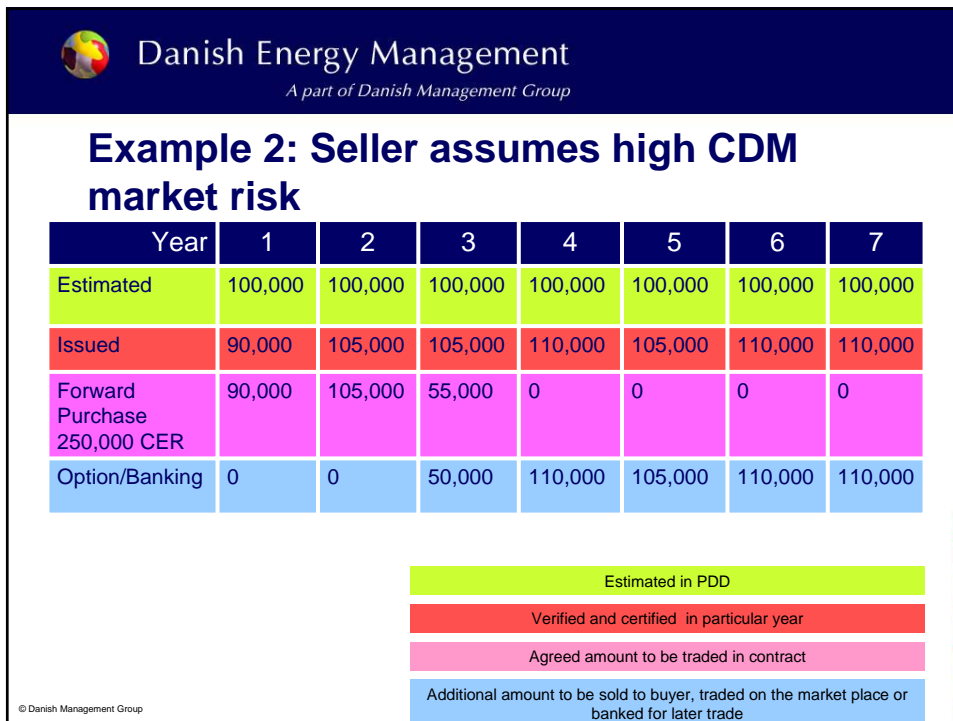 Danish Energy Management
A part of Danish Management Group
Example 2: Seller assumes high CDM
market risk
Year 1 2 3 4 5 6 7
Estimated 100,000 100,000 100,000 100,000 100,000 100,000 100,000
Issued 90,000 105,000 105,000 110,000 105,000 110,000 110,000
Forward 90,000 105,000 55,000 0 0 0 0
Purchase
250,000 CER
Option/Banking 0 0 50,000 110,000 105,000 110,000 110,000
Estimated in PDD
Verified and certified in particular year
Agreed amount to be traded in contract
Additional amount to be sold to buyer, traded on the market place or
banked for later trade
© Danish Management Group